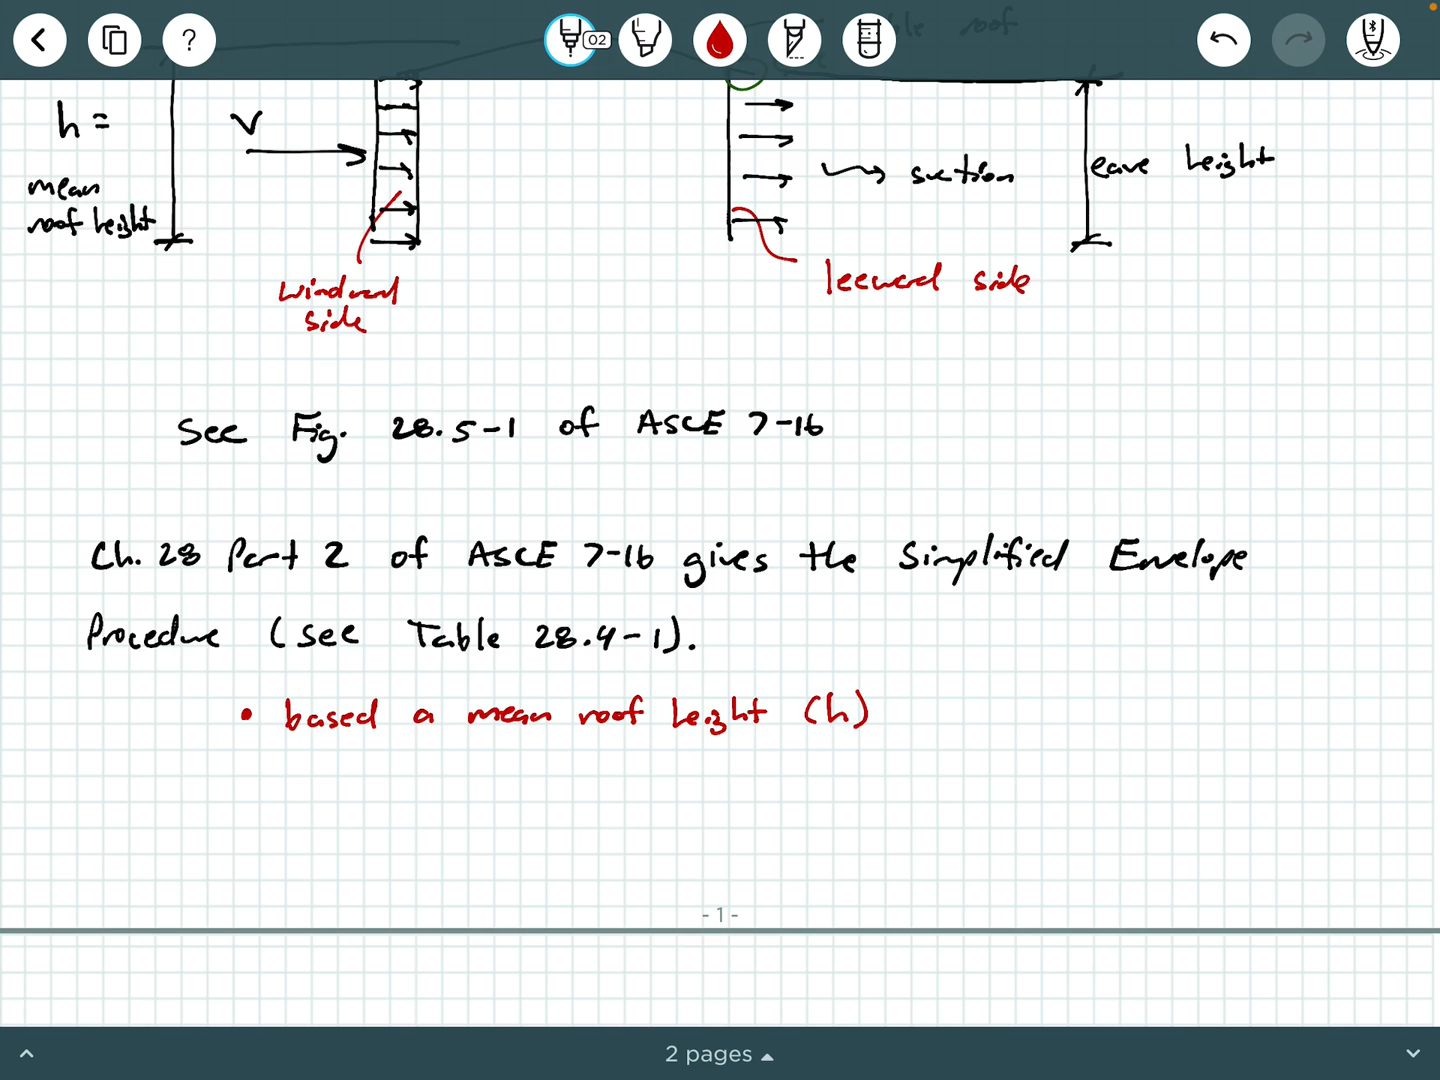 ?
02
roof
h =
V
mean
roof height
suction
eave height
windward
side
leeward side
See Fig. 28.5-1 of ASCE 7-16
Ch. 28 Part 2 of ASCE 7-16 gives the Simplified Envelope
Procedure (see Table 28.4-1).
• based a mean roof height (h)
- 1 -
2 pages